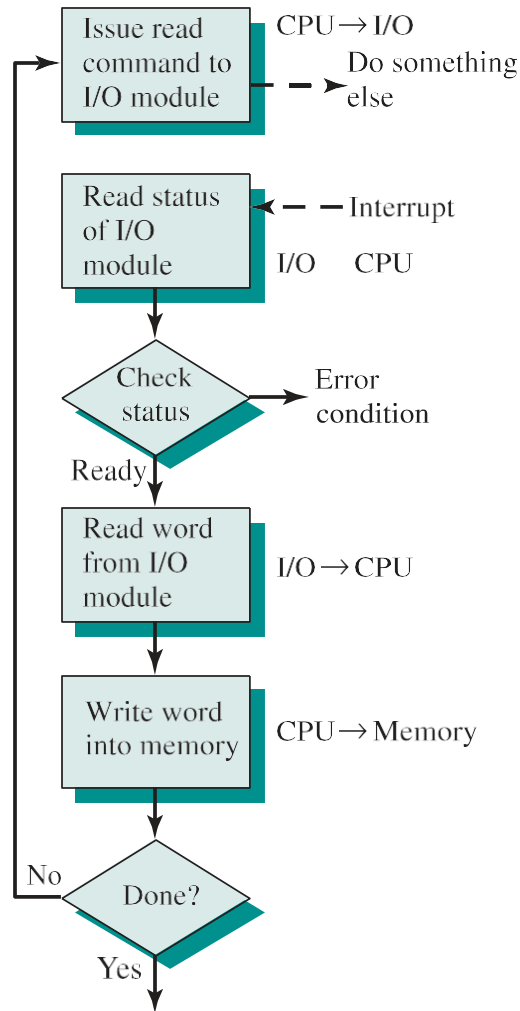 Issue read
command to
I/O module
CPU → I/O
Do something
else
Read status
of I/O
module
Interrupt
I/O CPU
Check
status
Error
condition
Ready
Read word
from I/O
module
I/O → CPU
Write word
into memory
CPU → Memory
No
Done?
Yes